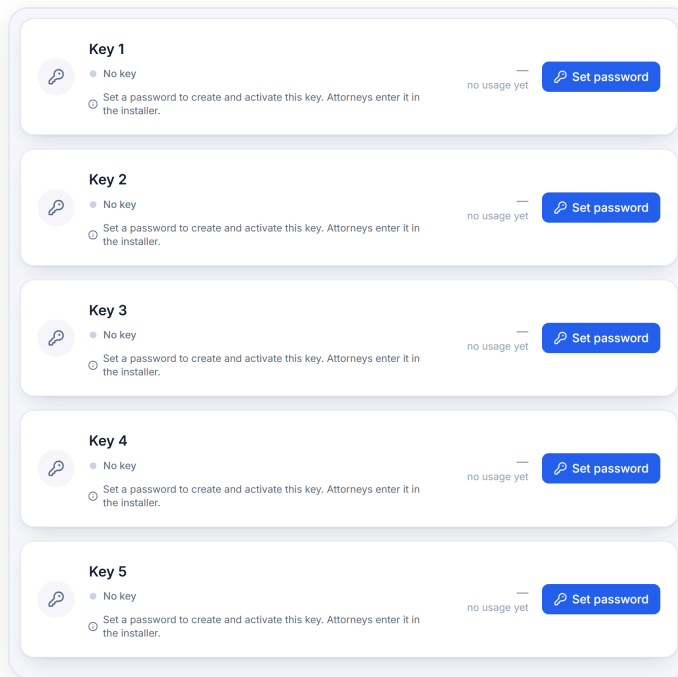 Key 1
No key
Set a password to create and activate this key. Attorneys enter it in
the installer.
—
no usage yet
Set password
Key 2
No key
Set a password to create and activate this key. Attorneys enter it in
the installer.
—
no usage yet
Set password
Key 3
No key
Set a password to create and activate this key. Attorneys enter it in
the installer.
—
no usage yet
Set password
Key 4
No key
Set a password to create and activate this key. Attorneys enter it in
the installer.
—
no usage yet
Set password
Key 5
No key
Set a password to create and activate this key. Attorneys enter it in
the installer.
—
no usage yet
Set password